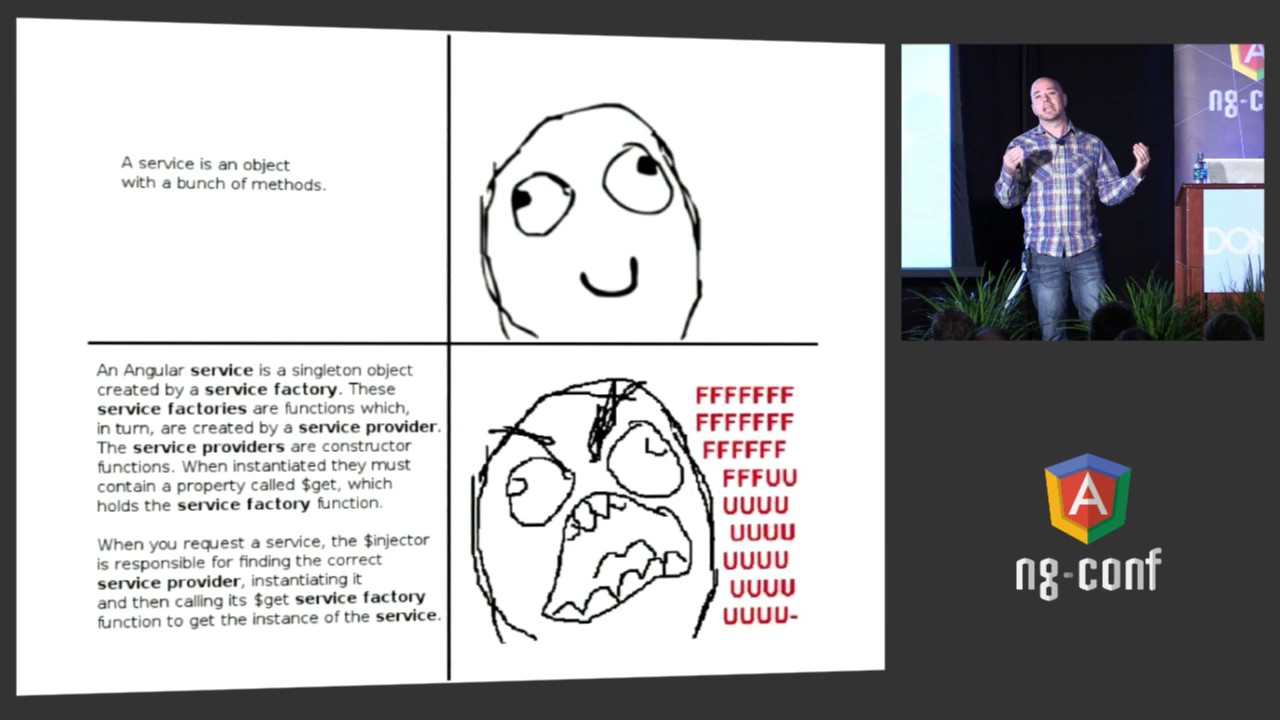 A service is an object
with a bunch of methods.
An Angular service is a singleton object
created by a service factory. These
service factories are functions which,
in turn, are created by a service provider.
The service providers are constructor
functions. When instantiated they must
contain a property called $get, which
holds the service factory function.
When you request a service, the $injector
is responsible for finding the correct
service provider, instantiating it
and then calling its $get service factory
function to get the instance of the service.
FFFFFFF
FFFFFFF
FFFFFF
FFFUU
UUUU
UUUU
UUUU
UUUU
UUUU-
A
ng-c
DOM
A
ng-conf